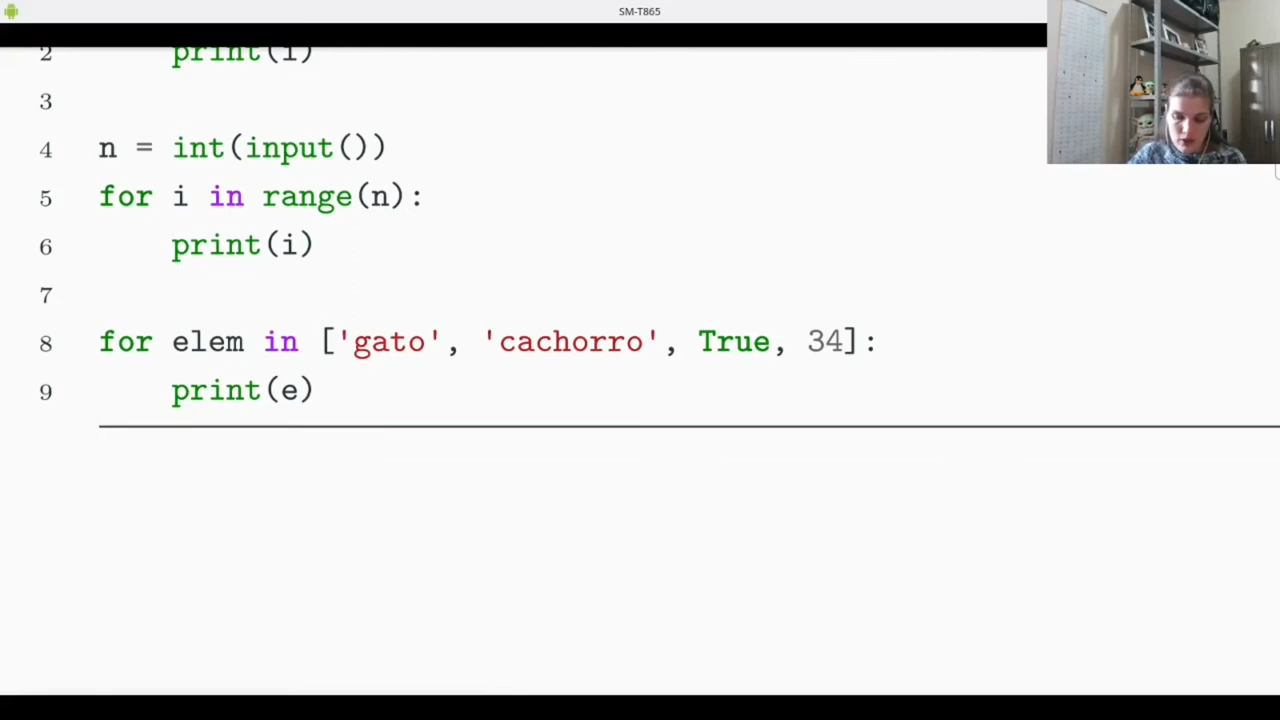 SM-T865
2 print(i)
3
4 n = int(input())
5 for i in range(n):
6 print(i)
7
8 for elem in ['gato', 'cachorro', True, 34]:
9 print(e)